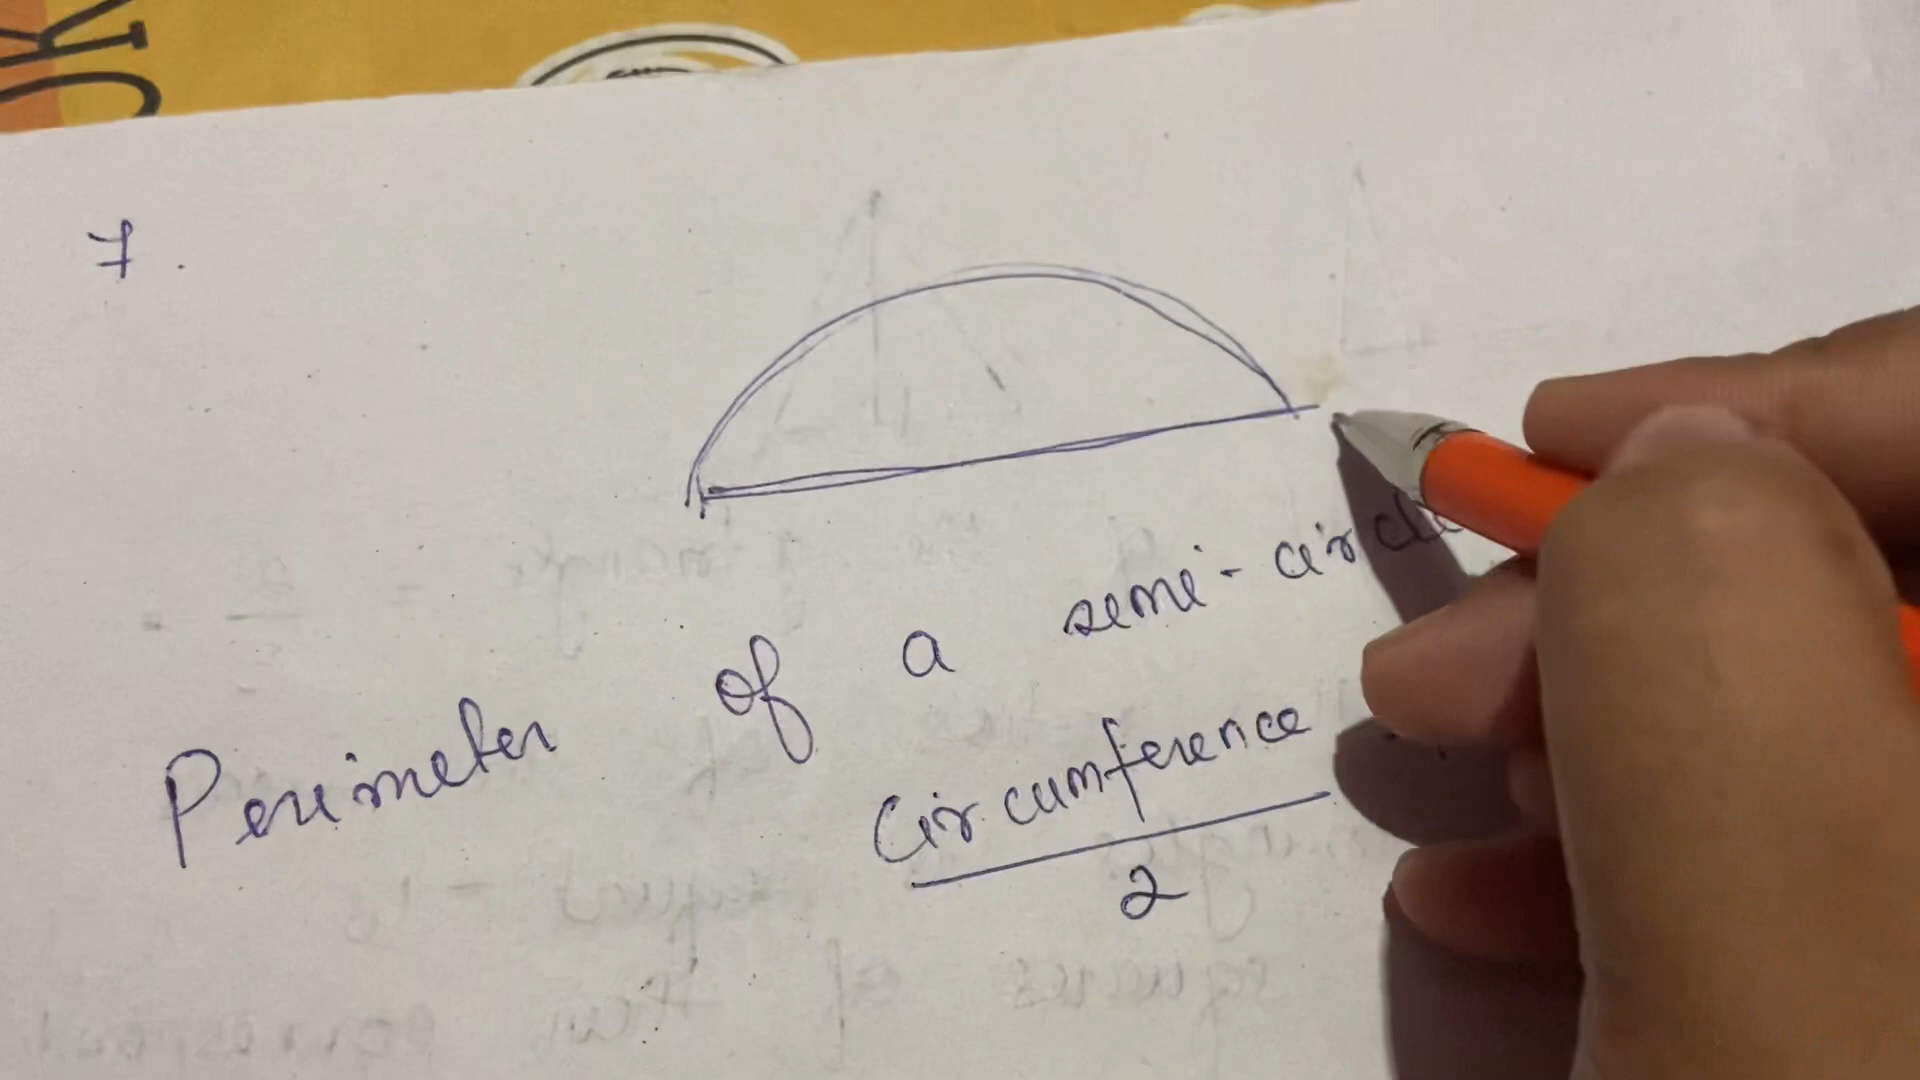 7.
Perimeter of a semi-circle
Circumference
2